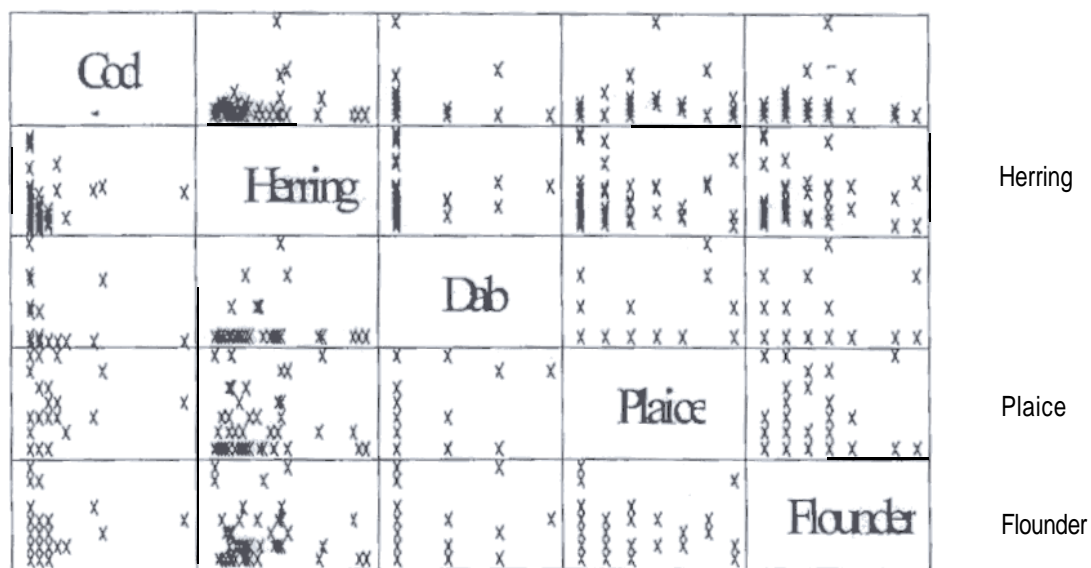 Cod
Herring
Herring
Dab
Plaice
Plaice
Flounder
Flounder